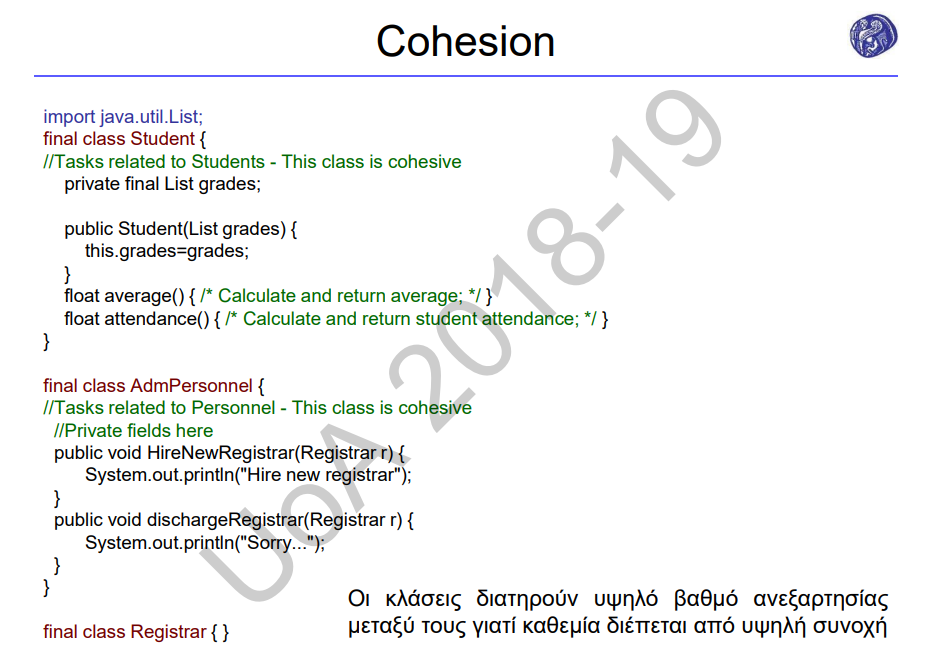 Cohesion
import java.util.List;
final class Student {
//Tasks related to Students - This class is cohesive
private final List grades;
public Student(List grades) {
this.grades=grades;
}
float average() { /* Calculate and return average; */ }
float attendance() { /* Calculate and return student attendance; */ }
}
final class AdmPersonnel {
//Tasks related to Personnel - This class is cohesive
//Private fields here
public void HireNewRegistrar(Registrar r) {
System.out.println("Hire new registrar");
}
public void dischargeRegistrar(Registrar r) {
System.out.println("Sorry...");
}
}
final class Registrar { }
Οι κλάσεις διατηρούν υψηλό βαθμό ανεξαρτησίας
μεταξύ τους γιατί καθεμία διέπεται από υψηλή συνοχή
UoA 2018-19